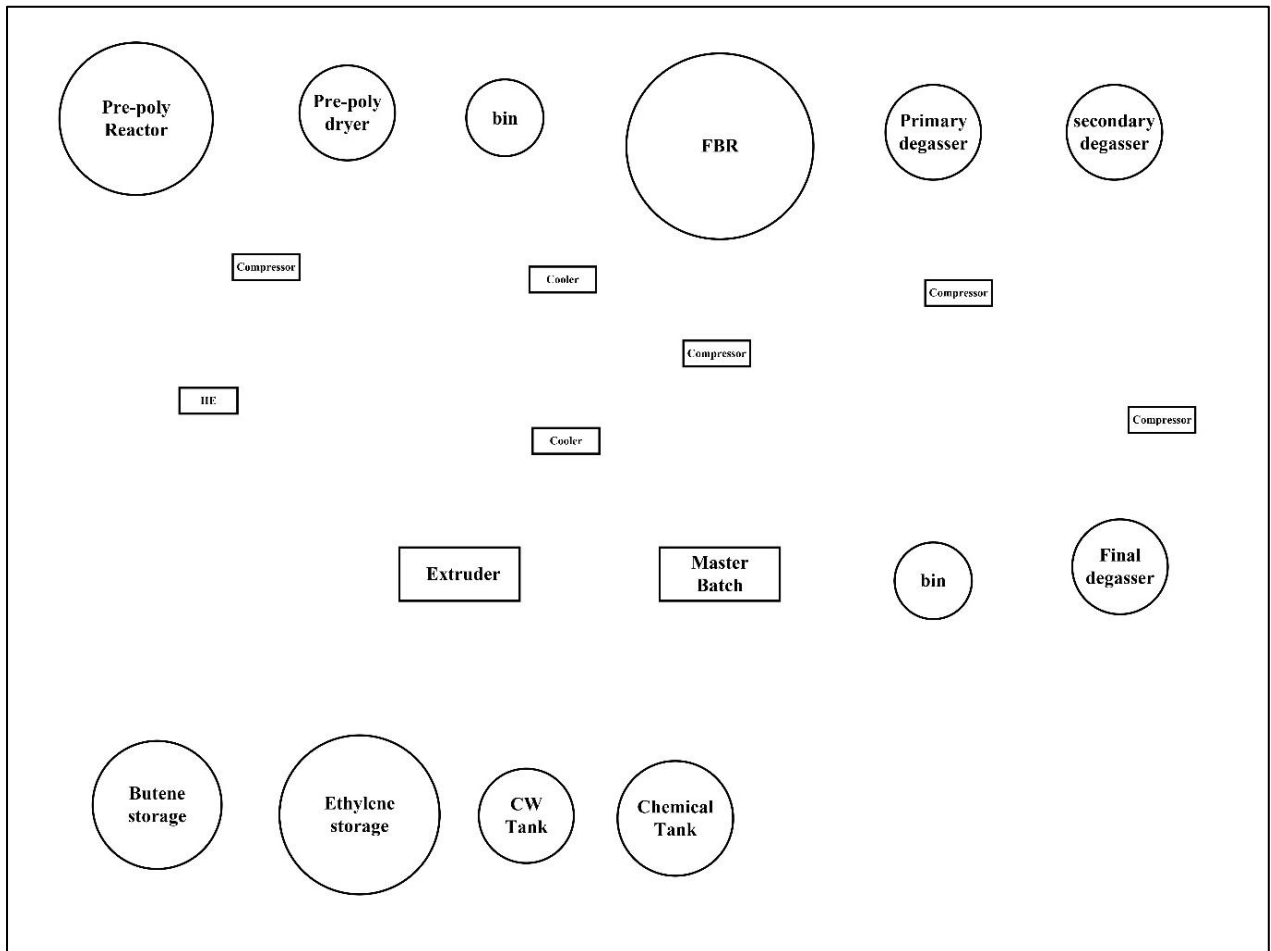 Pre-poly
Reactor
Pre-poly
dryer
bin
FBR
Primary
degasser
secondary
degasser
Compressor
Cooler
Compressor
Compressor
HE
Cooler
Compressor
Extruder
Master
Batch
bin
Final
degasser
Butene
storage
Ethylene
storage
CW
Tank
Chemical
Tank